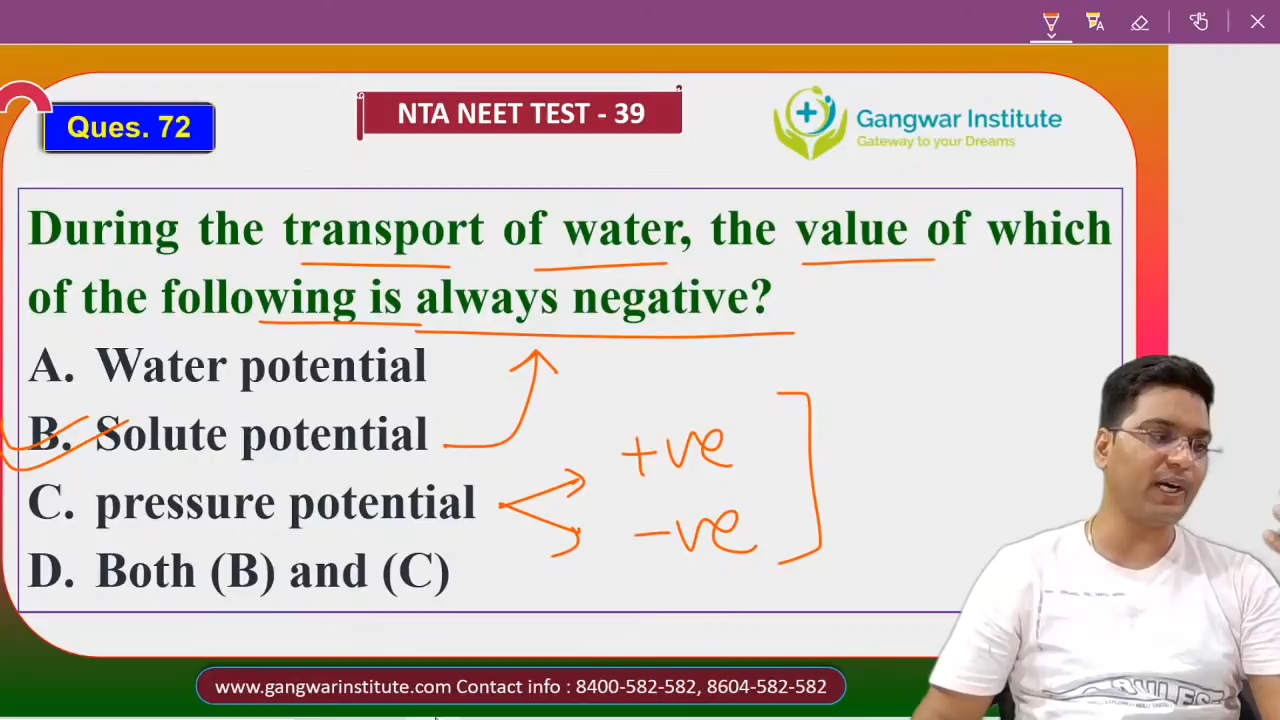 Ques. 72
NTA NEET TEST - 39
Gangwar Institute
Gateway to your Dreams
During the transport of water, the value of which
of the following is always negative?
A. Water potential
B. Solute potential
C. pressure potential
D. Both (B) and (C)
+ve
-ve
www.gangwarinstitute.com Contact info : 8400-582-582, 8604-582-582